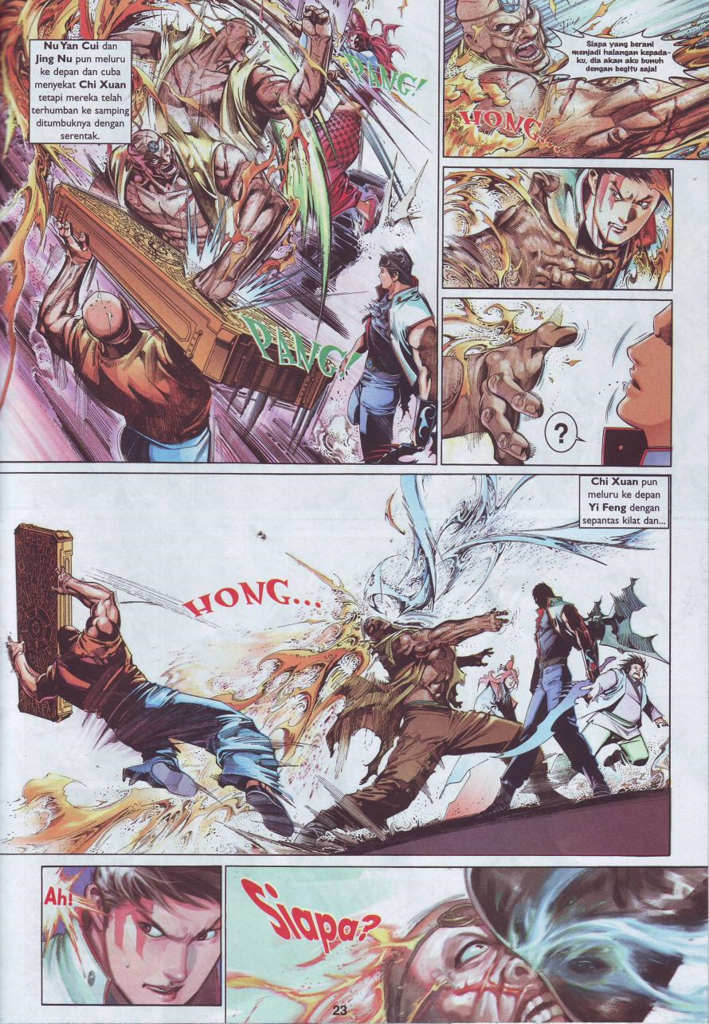 Nu Yan Cui dan
Jing Nu pun meluru
ke depan dan cuba
menyekat Chi Xuan
tetapi mereka telah
terhumban ke samping
ditumbuknya dengan
serentak.
PANG!
PANG!
Siapa yang berani
menjadi halangan kepada-
ku, dia akan aku bunuh
dengan begitu saja!
HONG...
?
Chi Xuan pun
meluru ke depan
Yi Feng dengan
sepantas kilat dan...
HONG...
Ah!
Siapa?
23